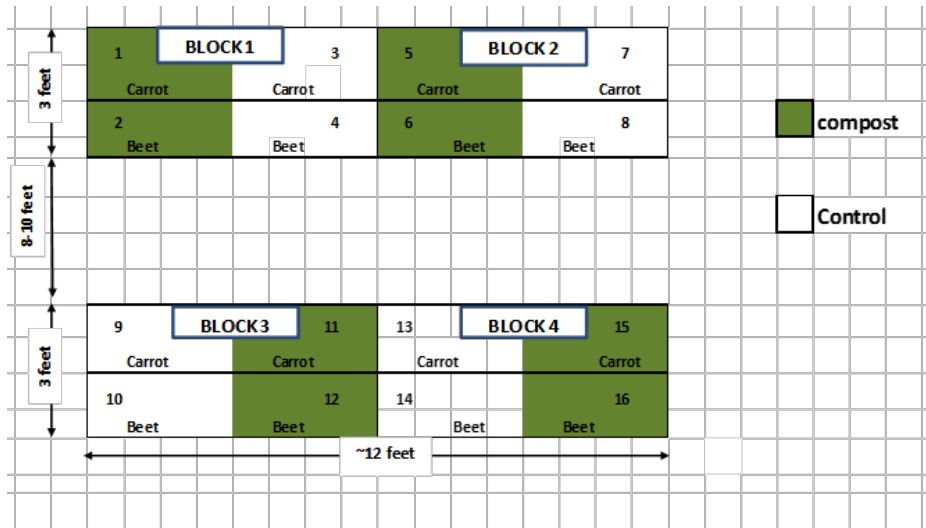 BLOCK 1
BLOCK 2
1
3
5
7
Carrot
Carrot
Carrot
Carrot
3 feet
compost
2
4
6
8
Beet
Beet
Beet
Beet
8-10 feet
Control
BLOCK 3
BLOCK 4
9
11
13
15
Carrot
Carrot
Carrot
Carrot
3 feet
10
12
14
16
Beet
Beet
Beet
Beet
~12 feet